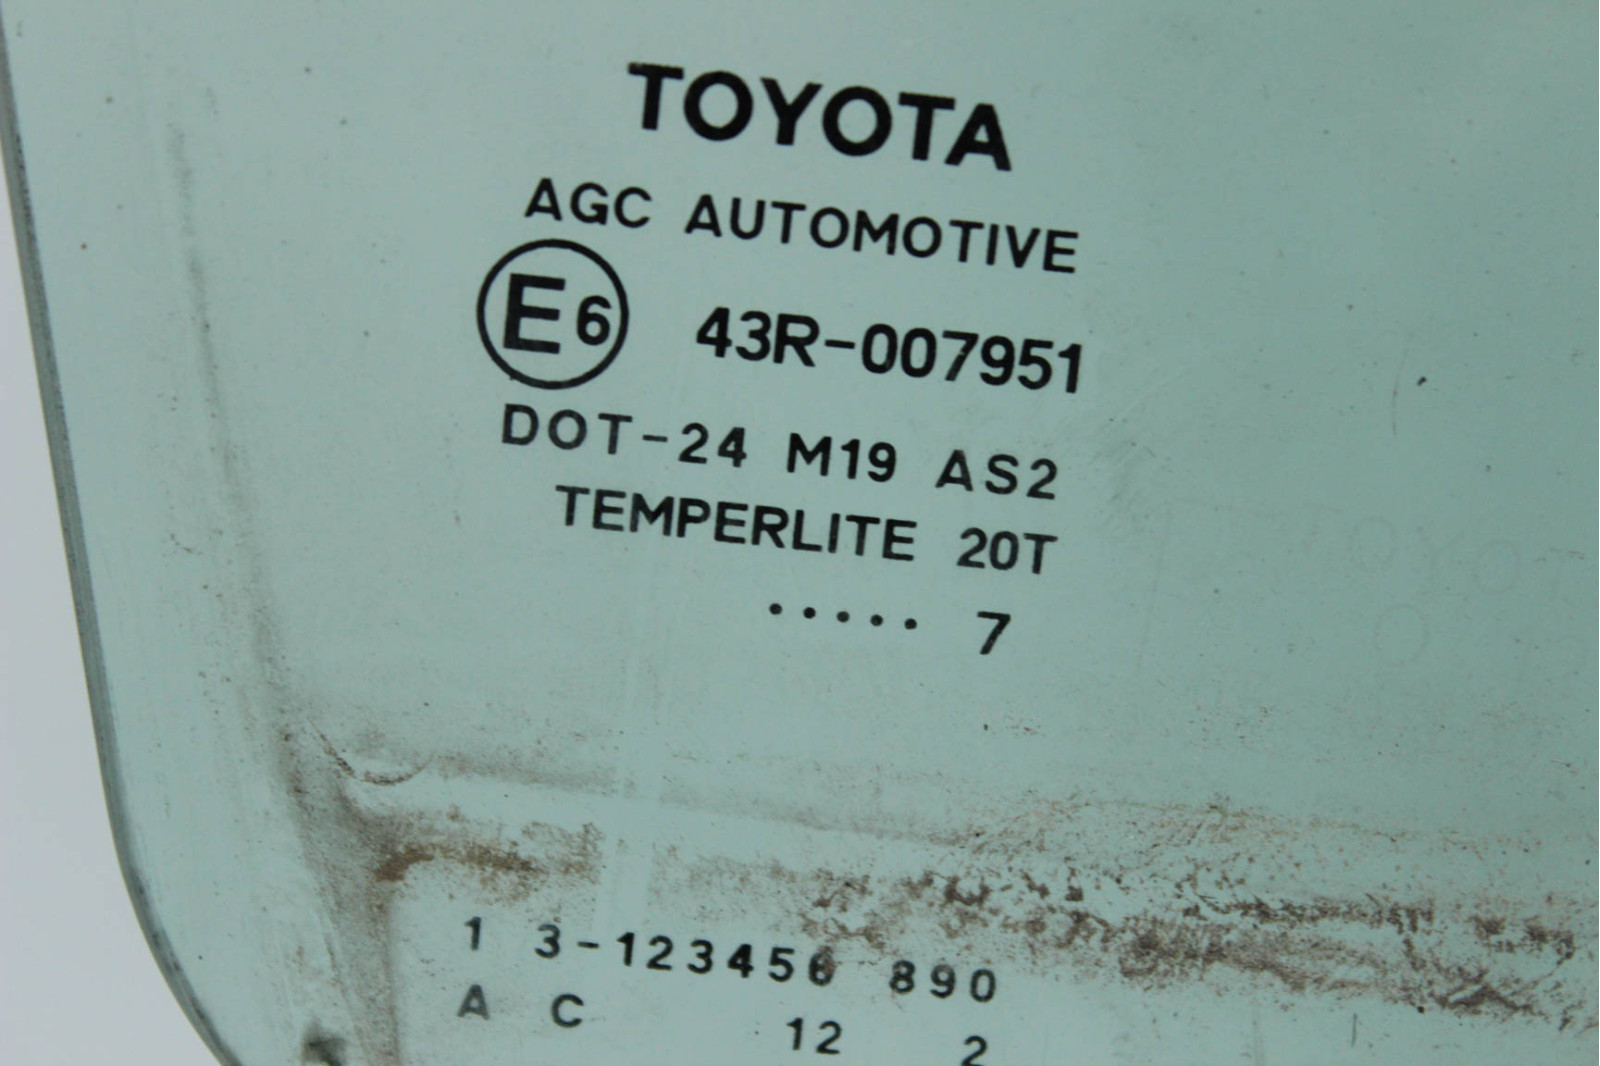 TOYOTA
AGC AUTOMOTIVE
E6 43R-007951
DOT-24 M19 AS2
TEMPERLITE 20T
..... 7
1 3-123456 890
A C 12 2